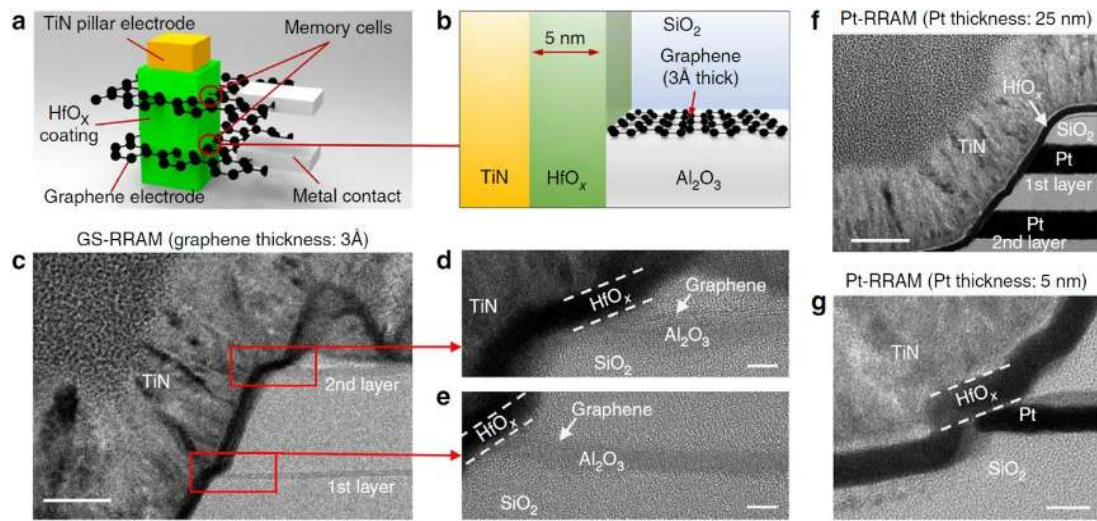 a
TiN pillar electrode
Memory cells
HfOₓ
coating
Graphene electrode
Metal contact
b
5 nm
SiO₂
Graphene
(3Å thick)
TiN
HfOₓ
Al₂O₃
GS-RRAM (graphene thickness: 3Å)
c
TiN
2nd layer
1st layer
d
TiN
HfOₓ
Graphene
Al₂O₃
SiO₂
e
HfOₓ
Graphene
Al₂O₃
SiO₂
f
Pt-RRAM (Pt thickness: 25 nm)
HfOₓ
SiO₂
TiN
Pt
1st layer
Pt
2nd layer
Pt-RRAM (Pt thickness: 5 nm)
g
TiN
HfOₓ
Pt
SiO₂